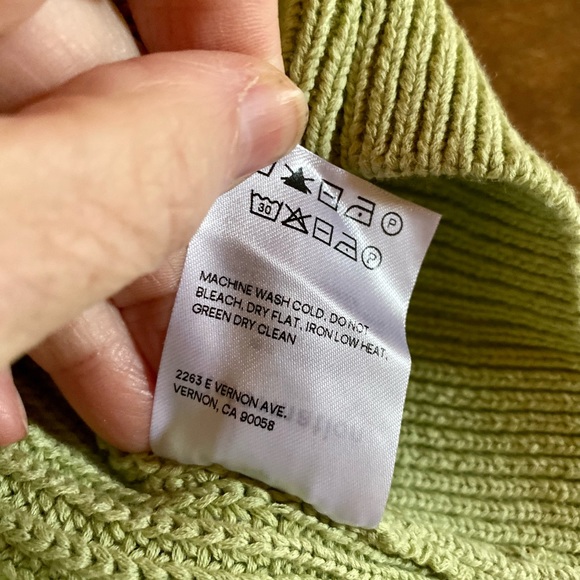 P
30 P
MACHINE WASH COLD, DO NOT
BLEACH, DRY FLAT, IRON LOW HEAT,
GREEN DRY CLEAN
2263 E VERNON AVE.
VERNON, CA 90058